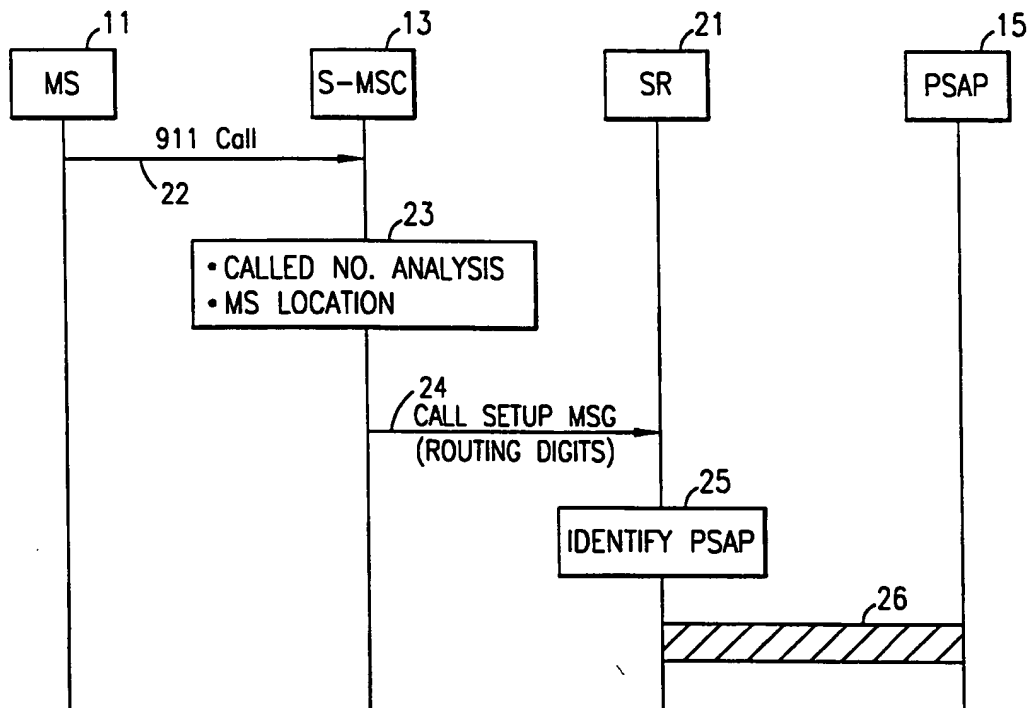 11
13
21
15
MS
S-MSC
SR
PSAP
911 Call
22
23
• CALLED NO. ANALYSIS
• MS LOCATION
24
CALL SETUP MSG
(ROUTING DIGITS)
25
IDENTIFY PSAP
26